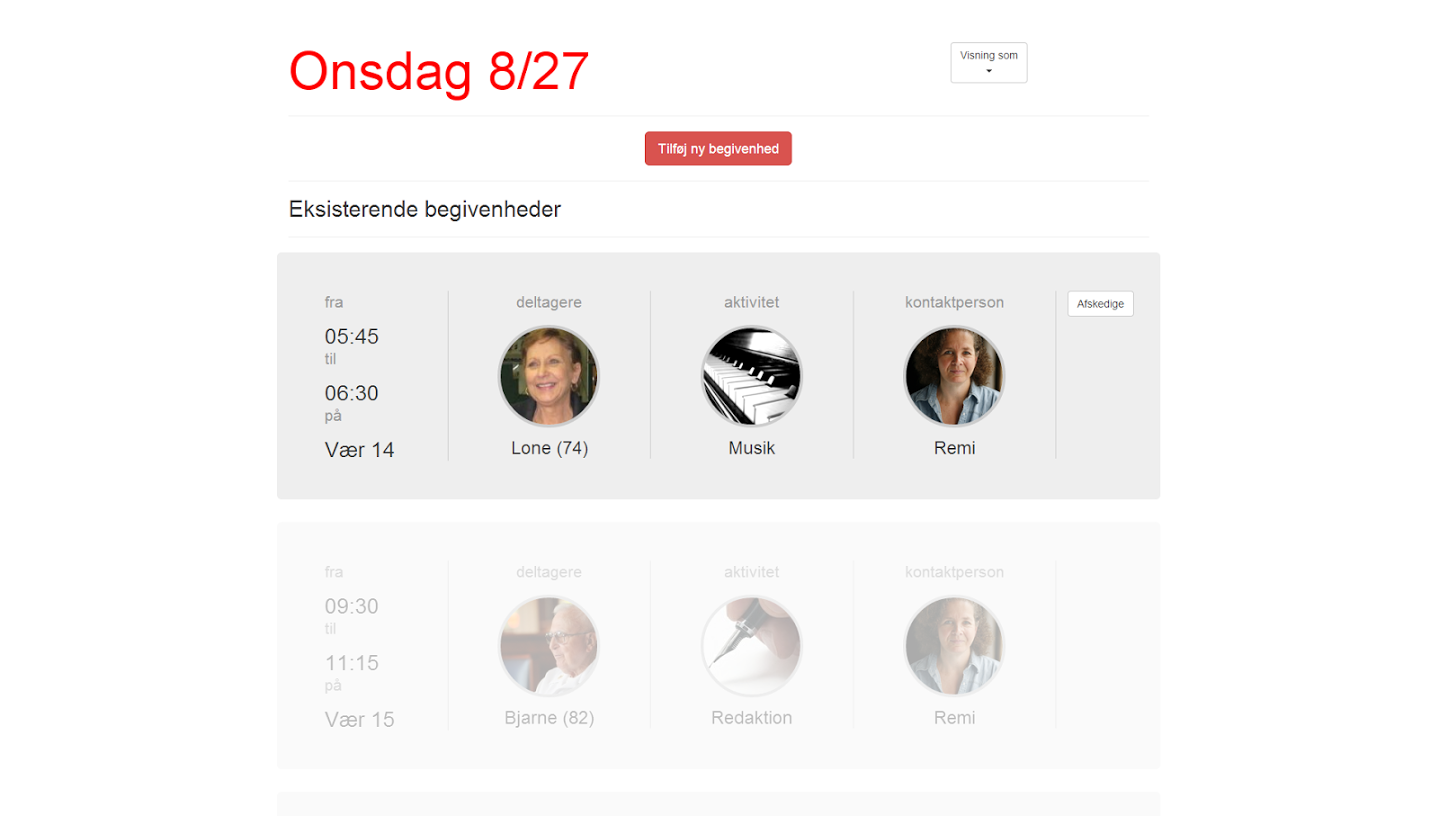 Onsdag 8/27
Visning som
Tilføj ny begivenhed
Eksisterende begivenheder
fra
05:45
til
06:30
på
Vær 14
deltagere
Lone (74)
aktivitet
Musik
kontaktperson
Remi
Afskedige
fra
09:30
til
11:15
på
Vær 15
deltagere
Bjarne (82)
aktivitet
Redaktion
kontaktperson
Remi